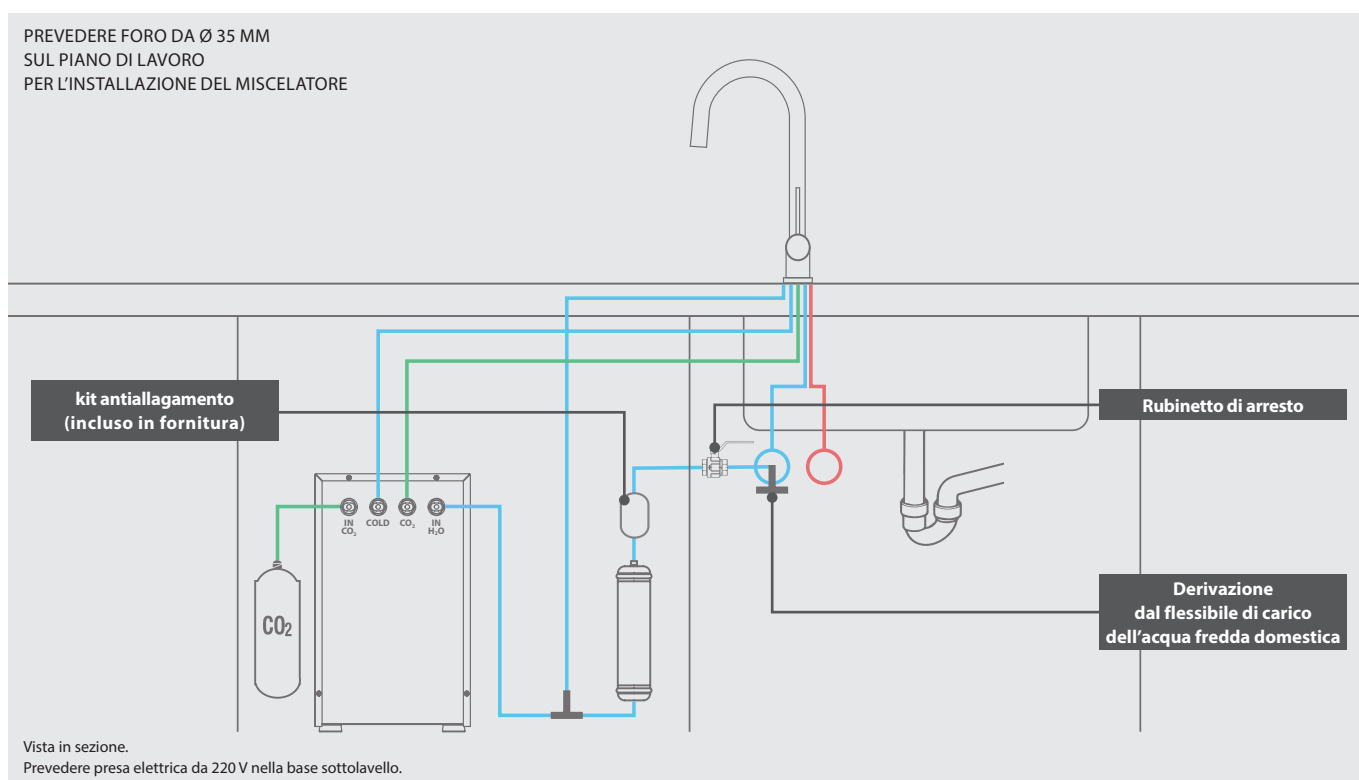 PREVEDERE FORO DA Ø 35 MM
SUL PIANO DI LAVORO
PER L’INSTALLAZIONE DEL MISCELATORE
kit antiallagamento
(incluso in fornitura)
Rubinetto di arresto
IN
CO₂
COLD
CO₂
IN
H₂O
CO₂
Derivazione
dal flessibile di carico
dell’acqua fredda domestica
Vista in sezione.
Prevedere presa elettrica da 220 V nella base sottolavello.